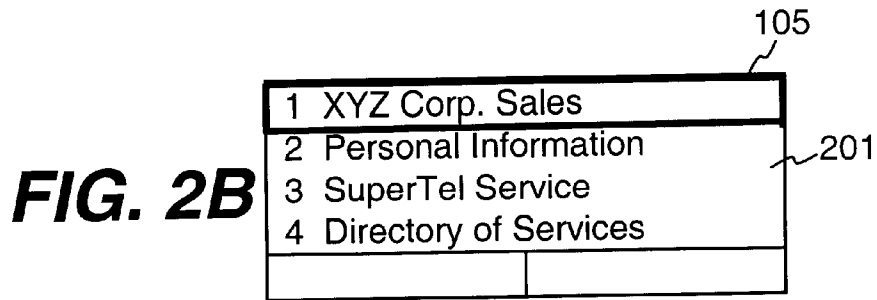 105
1 XYZ Corp. Sales
2 Personal Information
201
3 SuperTel Service
FIG. 2B
4 Directory of Services